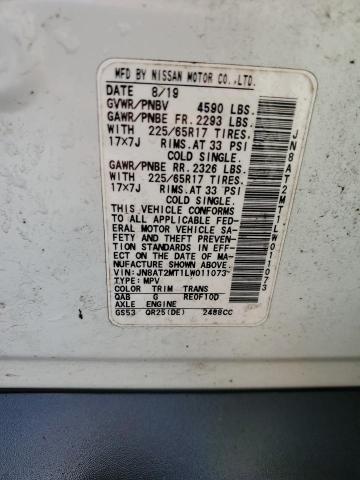 MFD BY NISSAN MOTOR CO.,LTD.
DATE 8/19
GVWR/PNBV 4590 LBS.
GAWR/PNBE FR. 2293 LBS.
WITH 225/65R17 TIRES.
17X7J RIMS. AT 33 PSI
COLD SINGLE.
GAWR/PNBE RR. 2326 LBS.
WITH 225/65R17 TIRES.
17X7J RIMS. AT 33 PSI
COLD SINGLE.
THIS VEHICLE CONFORMS
TO ALL APPLICABLE FED-
ERAL MOTOR VEHICLE SA-
FETY AND THEFT PREVEN-
TION STANDARDS IN EFF-
ECT ON THE DATE OF MA-
NUFACTURE SHOWN ABOVE.
VIN: JN8AT2MT1LW011073
TYPE: MPV
COLOR TRIM TRANS
QAB G RE0F10D
AXLE ENGINE
GS53 QR25(DE) 2488CC
JN8AT2MT1LW011073